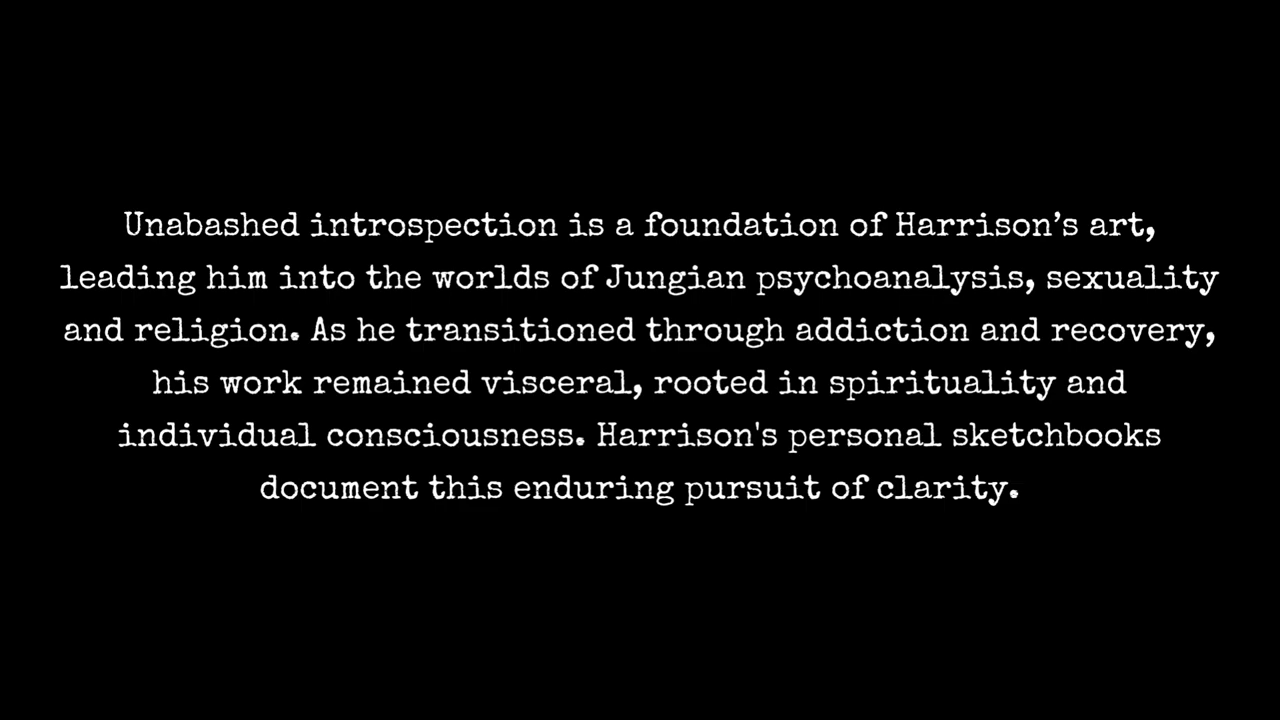 Unabashed introspection is a foundation of Harrison’s art,
leading him into the worlds of Jungian psychoanalysis, sexuality
and religion. As he transitioned through addiction and recovery,
his work remained visceral, rooted in spirituality and
individual consciousness. Harrison's personal sketchbooks
document this enduring pursuit of clarity.